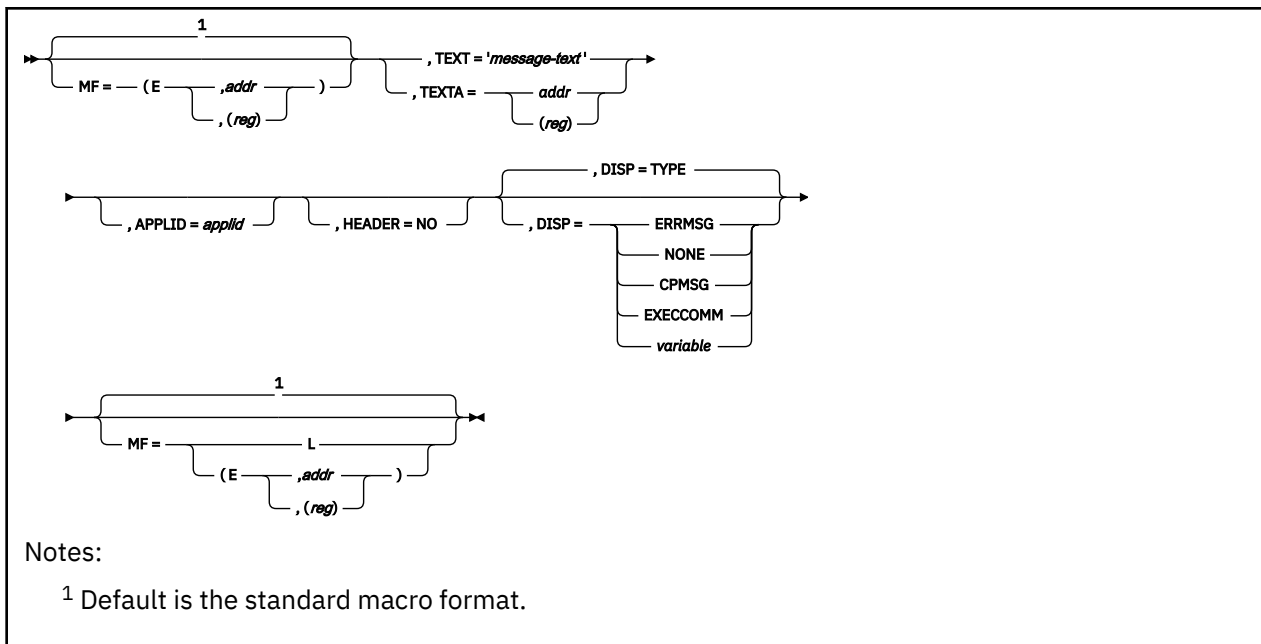 1
MF = ( E ,addr )
, (reg)
, TEXT = 'message-text'
, TEXTA = addr
(reg)
, APPLID = applid
, HEADER = NO
, DISP = TYPE
, DISP = ERRMSG
NONE
CPMSG
EXECCOMM
variable
1
MF = L
( E ,addr )
, (reg)
Notes:
1 Default is the standard macro format.